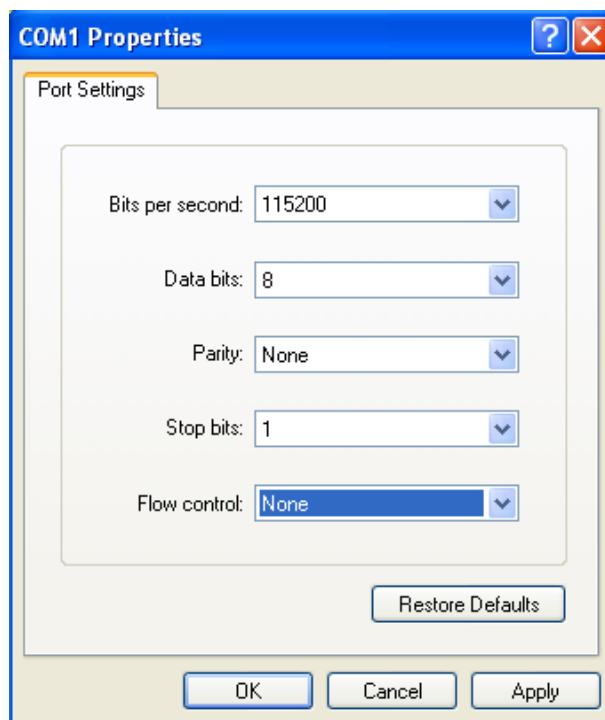 COM1 Properties
?
Port Settings
Bits per second: 115200
Data bits: 8
Parity: None
Stop bits: 1
Flow control: None
Restore Defaults
OK Cancel Apply